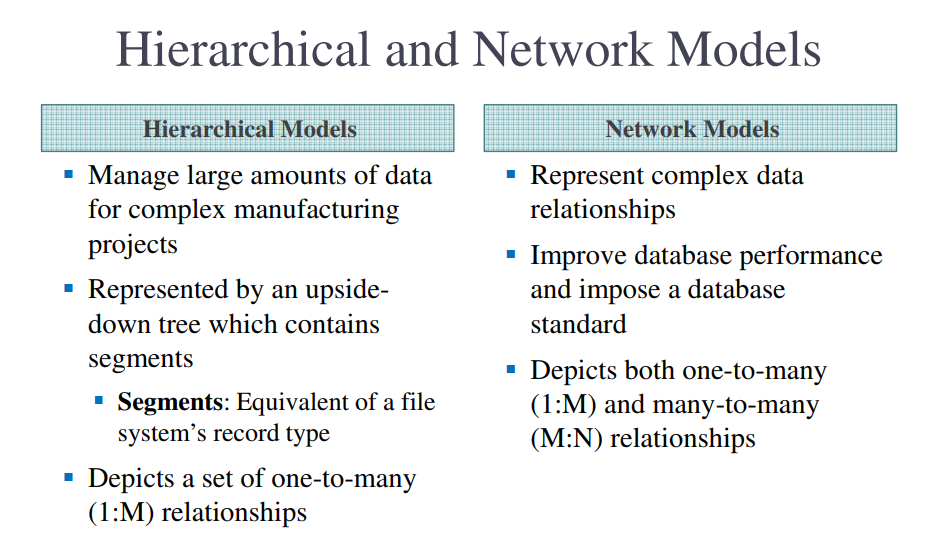 Hierarchical and Network Models
Hierarchical Models
Manage large amounts of data
for complex manufacturing
projects
Represented by an upside-
down tree which contains
segments
Segments: Equivalent of a file
system's record type
Depicts a set of one-to-many
(1:M) relationships
Network Models
Represent complex data
relationships
Improve database performance
and impose a database
standard
Depicts both one-to-many
(1:M) and many-to-many
(M:N) relationships